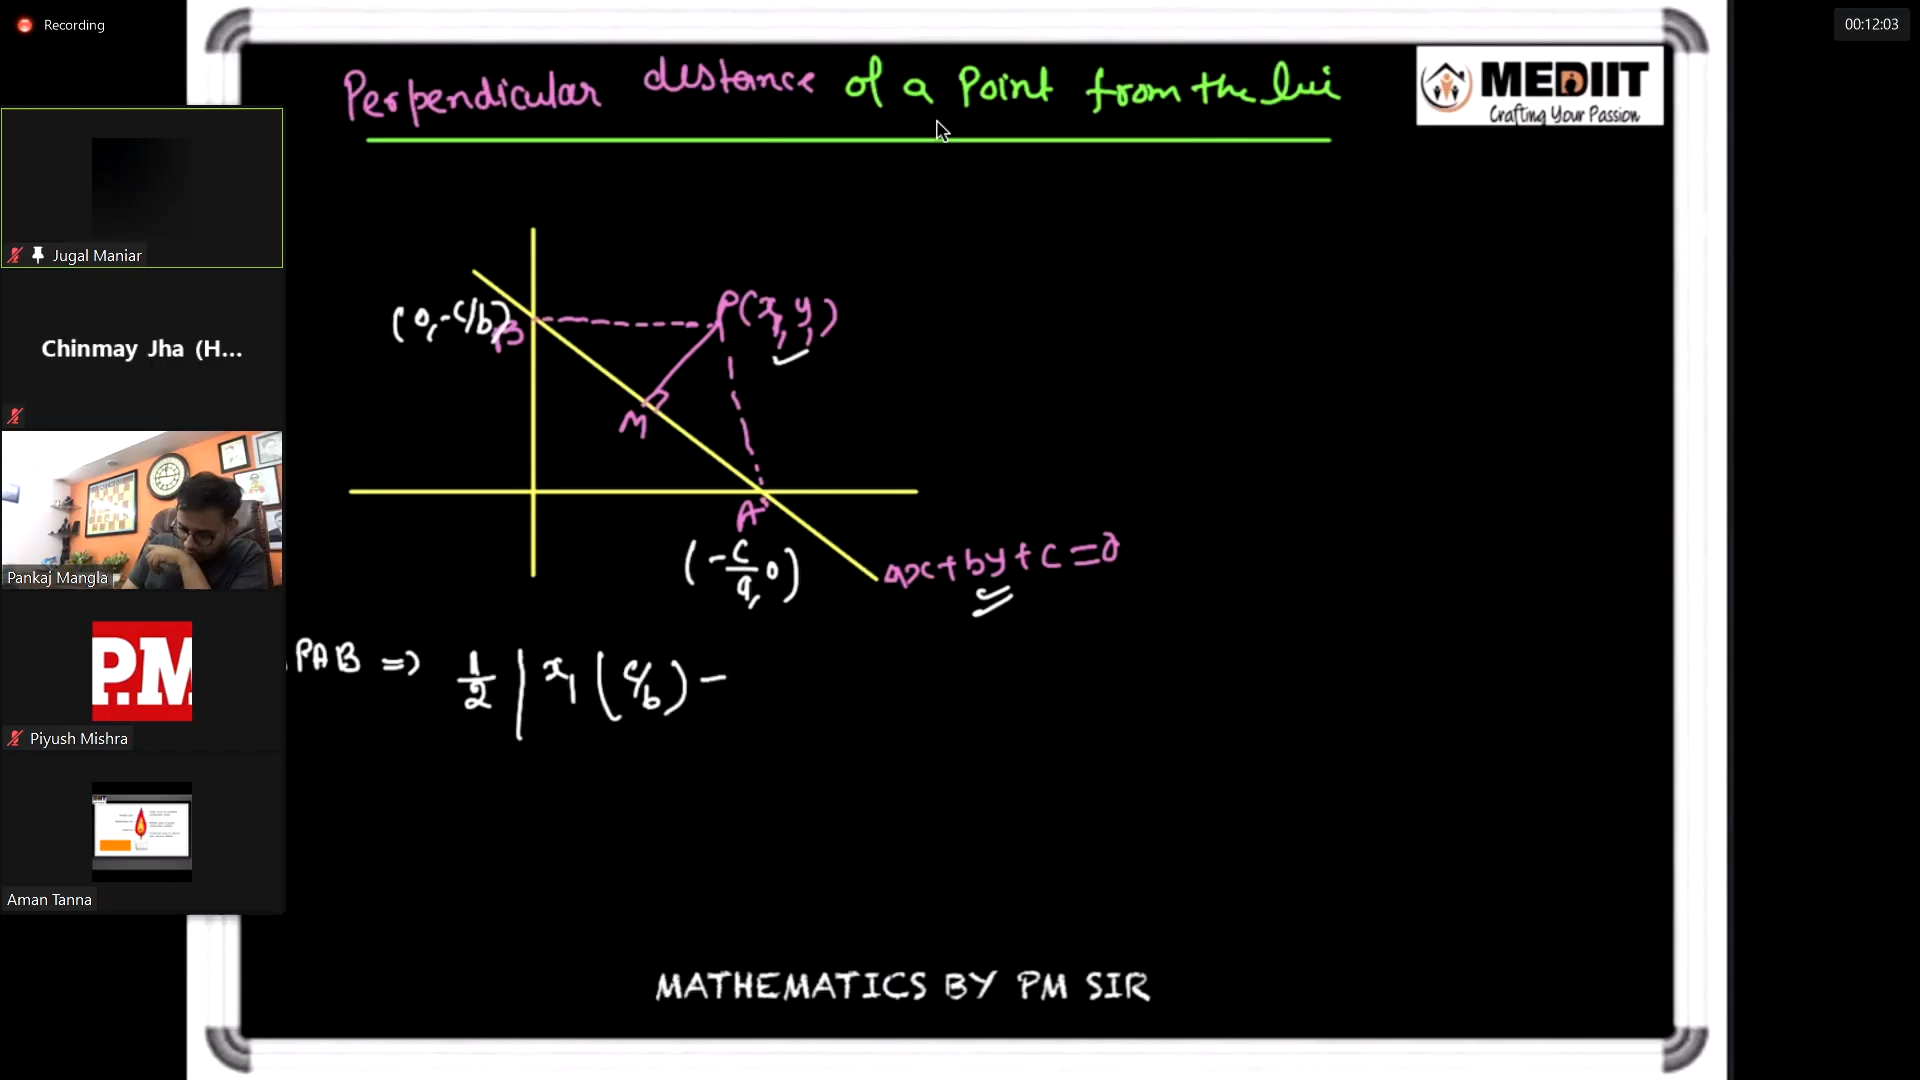 Recording
00:12:03
Perpendicular distance of a Point from the line
MEDIIT
Crafting Your Passion
Jugal Maniar
Chinmay Jha (H...
Pankaj Mangla
P.M
Piyush Mishra
Aman Tanna
(0, -c/b)
B
P(x₁, y₁)
M
A
(-c/a, 0)
ax+by+c=0
PAB => 1/2 | x₁ (c/b) -
MATHEMATICS BY PM SIR